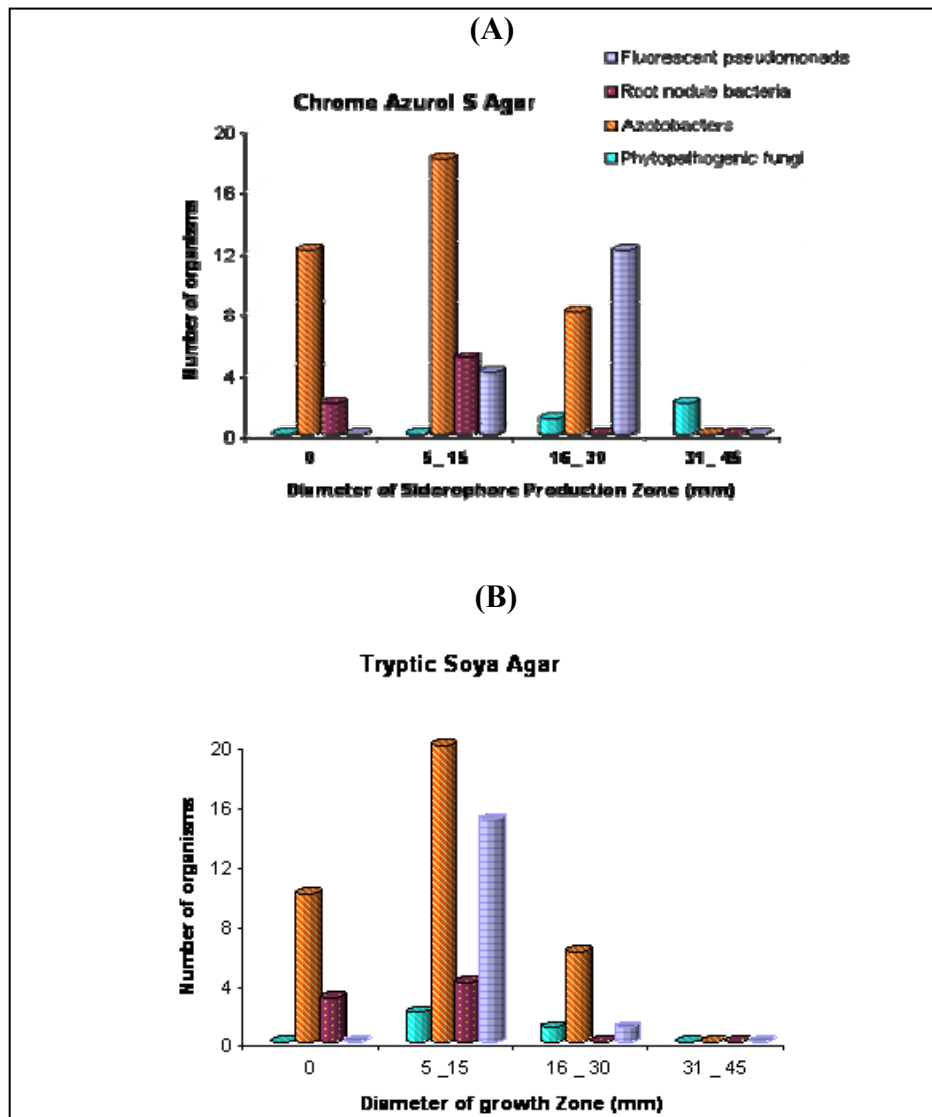 (A)
Fluorescent pseudomonads
Root nodule bacteria
Azotobacters
Phytopathogenic fungi
Chrome Azurol S Agar
20
16
12
8
4
0
Number of organisms
0 5_15 16_30 31_45
Diameter of Siderophore Production Zone (mm)
(B)
Tryptic Soya Agar
20
16
12
8
4
0
Number of organisms
0 5_15 16_30 31_45
Diameter of growth Zone (mm)